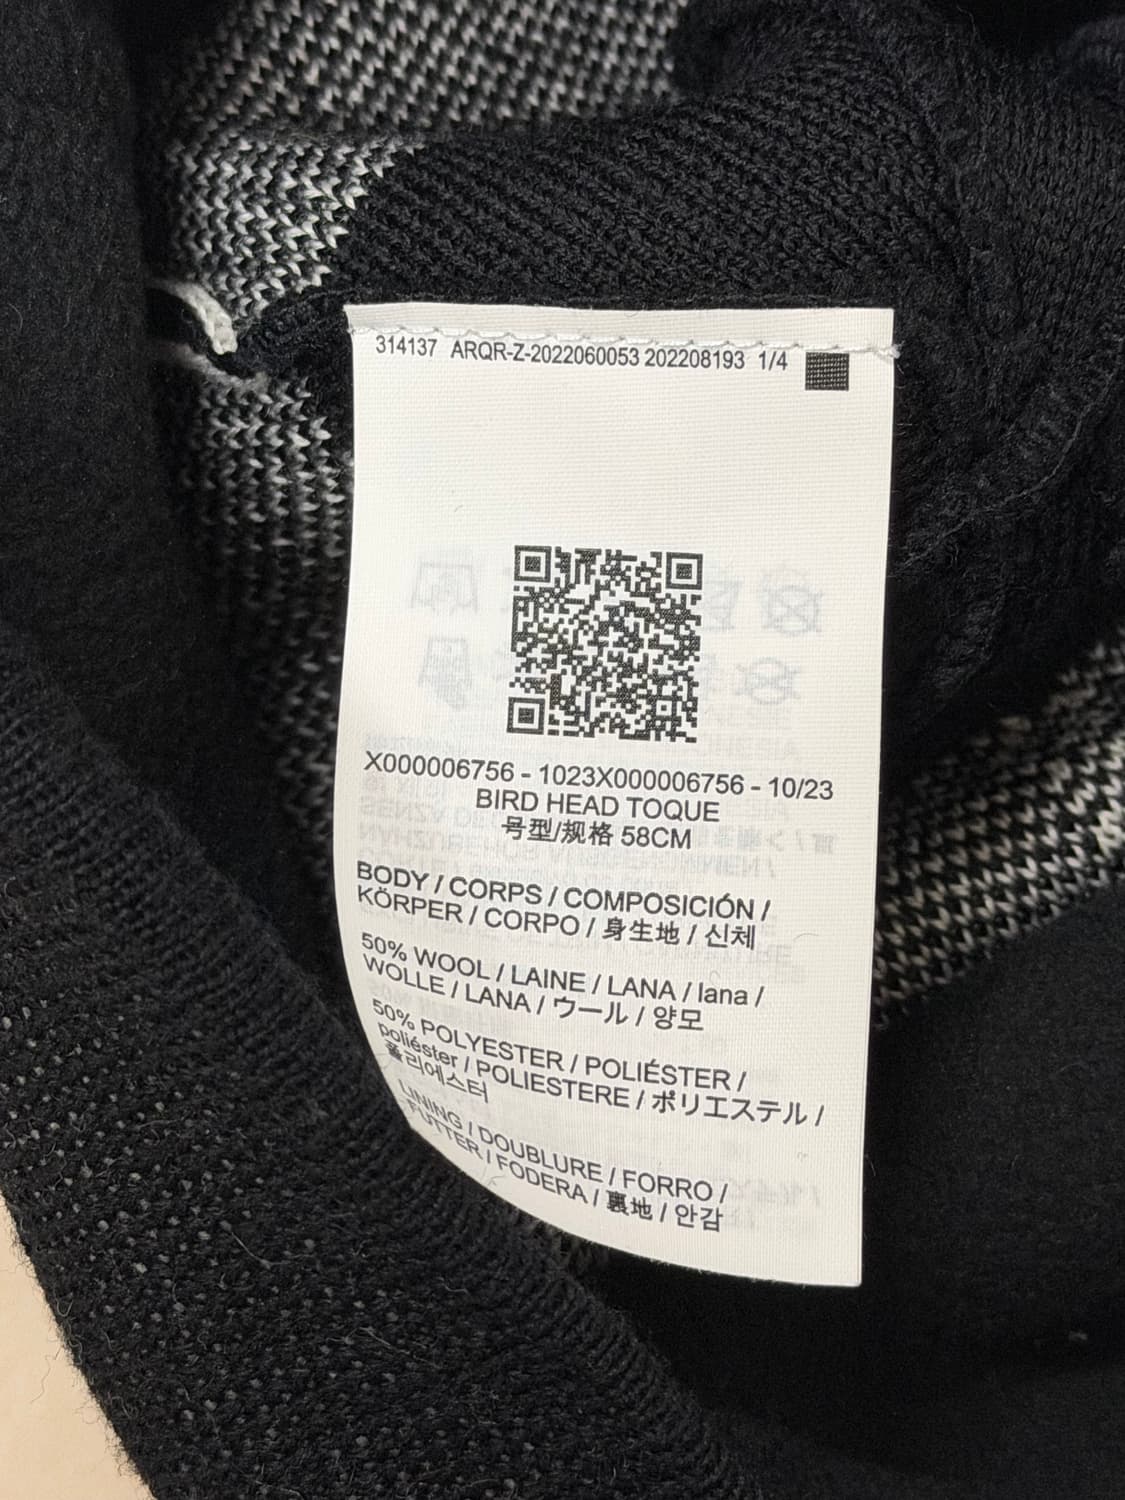 314137 ARQR-Z-2022060053 202208193 1/4
X000006756 - 1023X000006756 - 10/23
BIRD HEAD TOQUE
号型/规格 58CM
BODY / CORPS / COMPOSICIÓN /
KÖRPER / CORPO / 身生地 / 신체
50% WOOL / LAINE / LANA / lana /
WOLLE / LANA / ウール / 양모
50% POLYESTER / POLIÉSTER /
poliéster / POLIESTERE / ポリエステル /
폴리에스터
LINING / DOUBLURE / FORRO /
FUTTER / FODERA / 裏地 / 안감